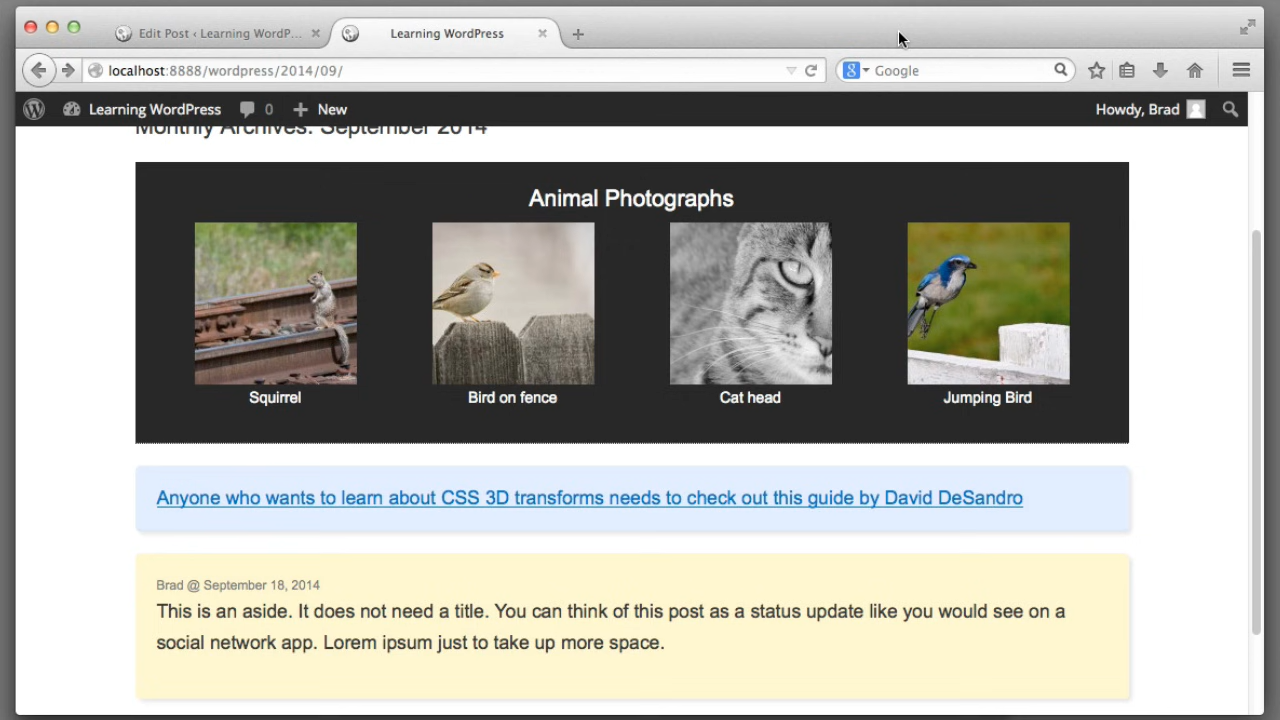 Edit Post ‹ Learning WordP...
Learning WordPress
localhost:8888/wordpress/2014/09/
8 Google
Learning WordPress 0 New
Howdy, Brad
Monthly Archives: September 2014
Animal Photographs
Squirrel
Bird on fence
Cat head
Jumping Bird
Anyone who wants to learn about CSS 3D transforms needs to check out this guide by David DeSandro
Brad @ September 18, 2014
This is an aside. It does not need a title. You can think of this post as a status update like you would see on a
social network app. Lorem ipsum just to take up more space.